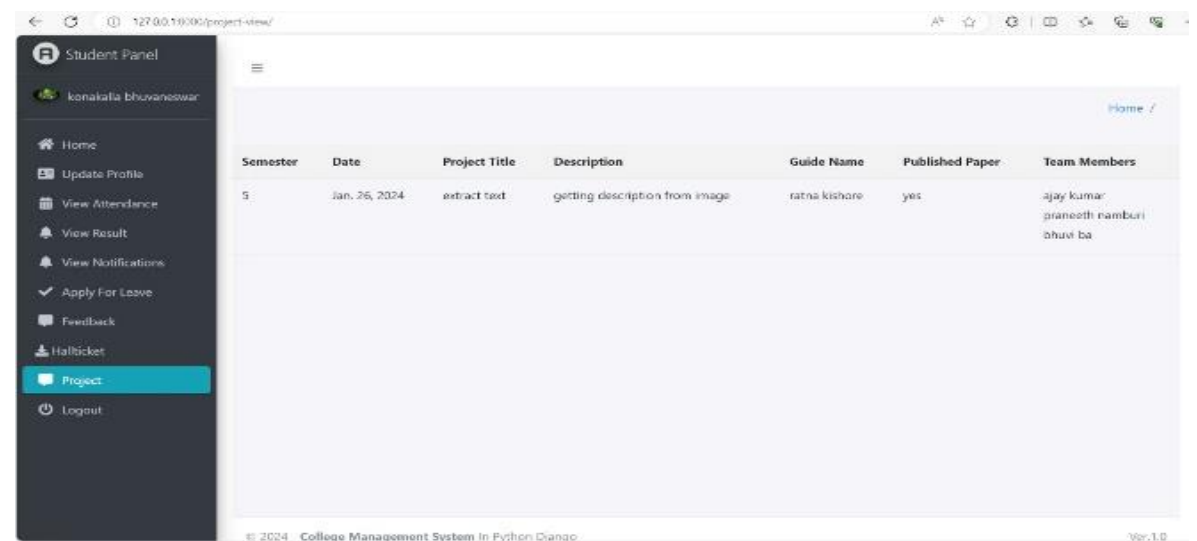 127.0.0.1:8000/project-view/
Student Panel
konakalla bhuvaneswar
Home /
Home
Update Profile
View Attendance
View Result
View Notifications
Apply For Leave
Feedback
Hallticket
Project
Logout
Semester Date Project Title Description Guide Name Published Paper Team Members
5 Jan. 26, 2024 extract text getting description from image ratna kishore yes ajay kumar
praneeth namburi
bhuvi ba
© 2024 College Management System In Python Django
Ver.1.0